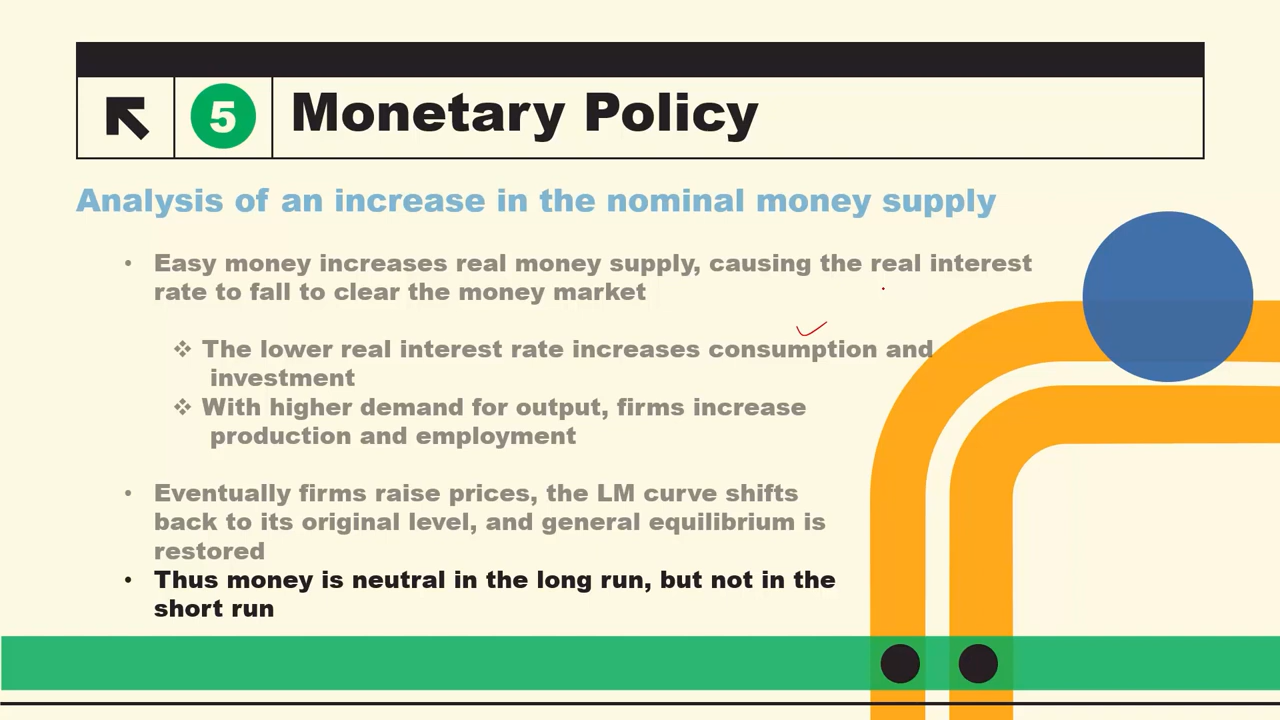 5
Monetary Policy
Analysis of an increase in the nominal money supply
• Easy money increases real money supply, causing the real interest
rate to fall to clear the money market
❖ The lower real interest rate increases consumption and
investment
❖ With higher demand for output, firms increase
production and employment
• Eventually firms raise prices, the LM curve shifts
back to its original level, and general equilibrium is
restored
• Thus money is neutral in the long run, but not in the
short run